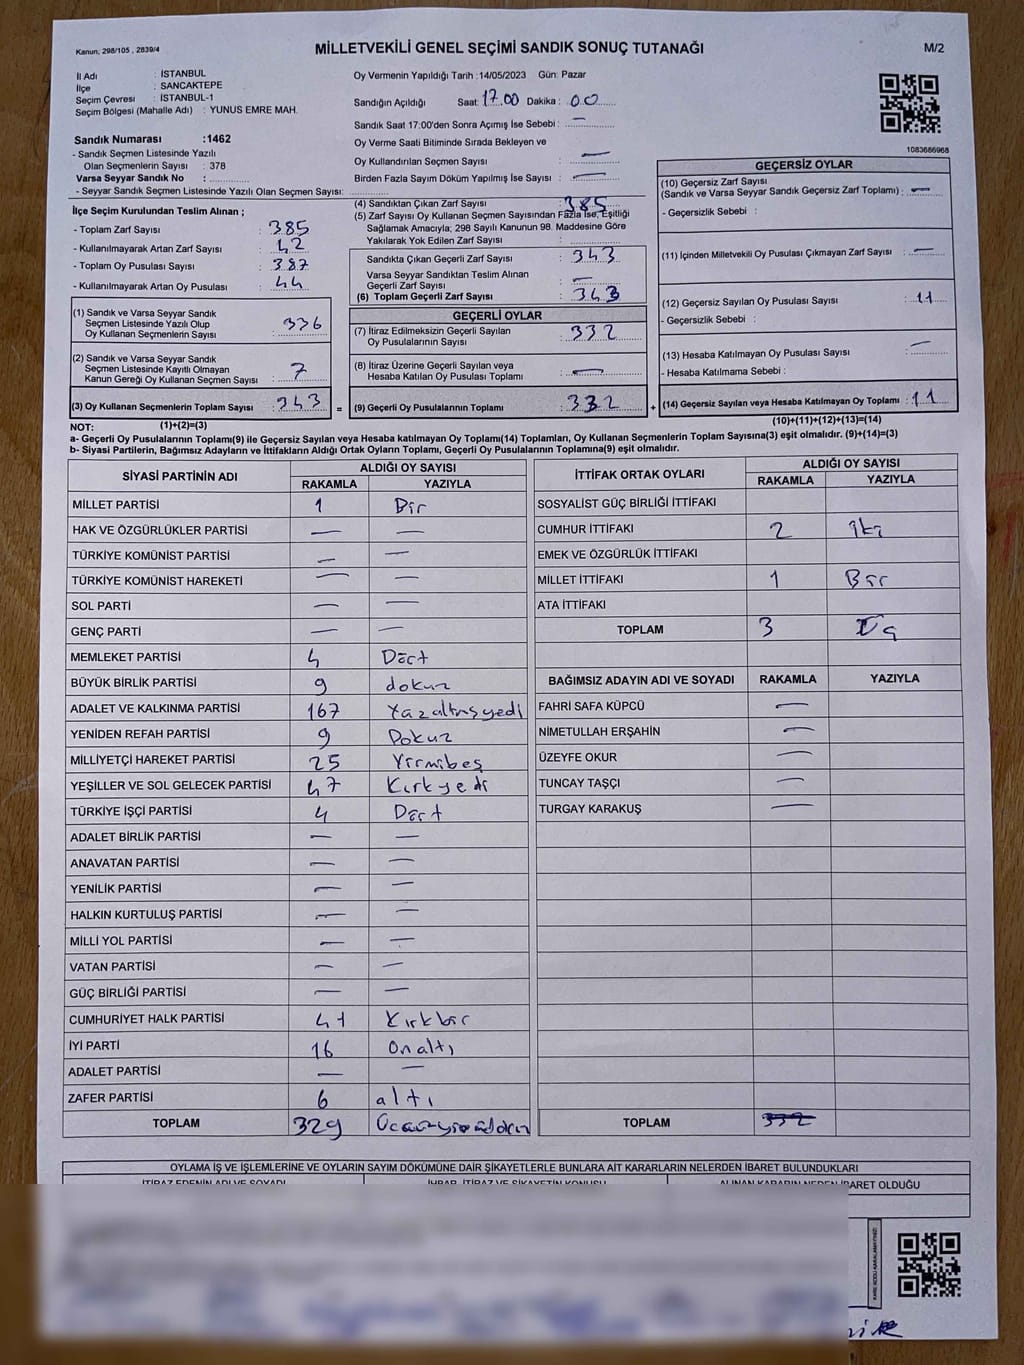 Kanun, 298/105 , 2839/4
MİLLETVEKİLİ GENEL SEÇİMİ SANDIK SONUÇ TUTANAĞI
M/2
İl Adı : İSTANBUL
İlçe : SANCAKTEPE
Seçim Çevresi : İSTANBUL-1
Seçim Bölgesi (Mahalle Adı) : YUNUS EMRE MAH.
Sandık Numarası :1462
- Sandık Seçmen Listesinde Yazılı
Olan Seçmenlerin Sayısı : 378
Varsa Seyyar Sandık No :
- Seyyar Sandık Seçmen Listesinde Yazılı Olan Seçmen Sayısı:
Oy Vermenin Yapıldığı Tarih :14/05/2023 Gün: Pazar
Sandığın Açıldığı Saat: 17.00 Dakika : 00
Sandık Saat 17:00'den Sonra Açımış İse Sebebi : —
Oy Verme Saati Bitiminde Sırada Bekleyen ve
Oy Kullandırılan Seçmen Sayısı : —
Birden Fazla Sayım Döküm Yapılmış İse Sayısı : —
1083686968
İlçe Seçim Kurulundan Teslim Alınan ;
- Toplam Zarf Sayısı : 385
- Kullanılmayarak Artan Zarf Sayısı : 42
- Toplam Oy Pusulası Sayısı : 387
- Kullanılmayarak Artan Oy Pusulası : 44
(4) Sandıktan Çıkan Zarf Sayısı : 385
(5) Zarf Sayısı Oy Kullanan Seçmen Sayısından Fazla İse, Eşitliği
Sağlamak Amacıyla; 298 Sayılı Kanunun 98. Maddesine Göre
Yakılarak Yok Edilen Zarf Sayısı :
Sandıkta Çıkan Geçerli Zarf Sayısı : 343
Varsa Seyyar Sandıktan Teslim Alınan
Geçerli Zarf Sayısı : —
(6) Toplam Geçerli Zarf Sayısı : 343
GEÇERSİZ OYLAR
(10) Geçersiz Zarf Sayısı
(Sandık ve Varsa Seyyar Sandık Geçersiz Zarf Toplamı) : —
- Geçersizlik Sebebi :
(11) İçinden Milletvekili Oy Pusulası Çıkmayan Zarf Sayısı : —
(12) Geçersiz Sayılan Oy Pusulası Sayısı : 11
- Geçersizlik Sebebi :
(13) Hesaba Katılmayan Oy Pusulası Sayısı : —
- Hesaba Katılmama Sebebi :
(1) Sandık ve Varsa Seyyar Sandık
Seçmen Listesinde Yazılı Olup
Oy Kullanan Seçmenlerin Sayısı : 336
(2) Sandık ve Varsa Seyyar Sandık
Seçmen Listesinde Kayıtlı Olmayan
Kanun Gereği Oy Kullanan Seçmen Sayısı : 7
GEÇERLİ OYLAR
(7) İtiraz Edilmeksizin Geçerli Sayılan
Oy Pusulalarının Sayısı : 332
(8) İtiraz Üzerine Geçerli Sayılan veya
Hesaba Katılan Oy Pusulası Toplamı : —
(3) Oy Kullanan Seçmenlerin Toplam Sayısı : 343 = (9) Geçerli Oy Pusulalarının Toplamı : 332 + (14) Geçersiz Sayılan veya Hesaba Katılmayan Oy Toplamı : 11
NOT: (1)+(2)=(3) (10)+(11)+(12)+(13)=(14)
a- Geçerli Oy Pusulalarının Toplamı(9) ile Geçersiz Sayılan veya Hesaba katılmayan Oy Toplamı(14) Toplamları, Oy Kullanan Seçmenlerin Toplam Sayısına(3) eşit olmalıdır. (9)+(14)=(3)
b- Siyasi Partilerin, Bağımsız Adayların ve İttifakların Aldığı Ortak Oyların Toplamı, Geçerli Oy Pusulalarının Toplamına(9) eşit olmalıdır.
SİYASİ PARTİNİN ADI ALDIĞI OY SAYISI
RAKAMLA YAZIYLA
MİLLET PARTİSİ 1 Bir
HAK VE ÖZGÜRLÜKLER PARTİSİ — —
TÜRKİYE KOMÜNİST PARTİSİ — —
TÜRKİYE KOMÜNİST HAREKETİ — —
SOL PARTİ — —
GENÇ PARTİ — —
MEMLEKET PARTİSİ 4 Dört
BÜYÜK BİRLİK PARTİSİ 9 dokuz
ADALET VE KALKINMA PARTİSİ 167 Yüzaltmışyedi
YENİDEN REFAH PARTİSİ 9 Dokuz
MİLLİYETÇİ HAREKET PARTİSİ 25 Yirmibeş
YEŞİLLER VE SOL GELECEK PARTİSİ 47 Kırkyedi
TÜRKİYE İŞÇİ PARTİSİ 4 Dört
ADALET BİRLİK PARTİSİ — —
ANAVATAN PARTİSİ — —
YENİLİK PARTİSİ — —
HALKIN KURTULUŞ PARTİSİ — —
MİLLİ YOL PARTİSİ — —
VATAN PARTİSİ — —
GÜÇ BİRLİĞİ PARTİSİ — —
CUMHURİYET HALK PARTİSİ 41 Kırkbir
İYİ PARTİ 16 Onaltı
ADALET PARTİSİ — —
ZAFER PARTİSİ 6 altı
TOPLAM 329
İTTİFAK ORTAK OYLARI ALDIĞI OY SAYISI
RAKAMLA YAZIYLA
SOSYALİST GÜÇ BİRLİĞİ İTTİFAKI
CUMHUR İTTİFAKI 2 iki
EMEK VE ÖZGÜRLÜK İTTİFAKI
MİLLET İTTİFAKI 1 Bir
ATA İTTİFAKI
TOPLAM 3 Üç
BAĞIMSIZ ADAYIN ADI VE SOYADI RAKAMLA YAZIYLA
FAHRİ SAFA KÜPCÜ —
NİMETULLAH ERŞAHİN —
ÜZEYFE OKUR —
TUNCAY TAŞÇI —
TURGAY KARAKUŞ —
TOPLAM 332
OYLAMA İŞ VE İŞLEMLERİNE VE OYLARIN SAYIM DÖKÜMÜNE DAİR ŞİKAYETLERLE BUNLARA AİT KARARLARIN NELERDEN İBARET BULUNDUKLARI
İTİRAZ EDENİN ADI VE SOYADI İHBAR, İTİRAZ VE ŞİKAYETİN KONUSU ALINAN KARARIN NEDEN İBARET OLDUĞU